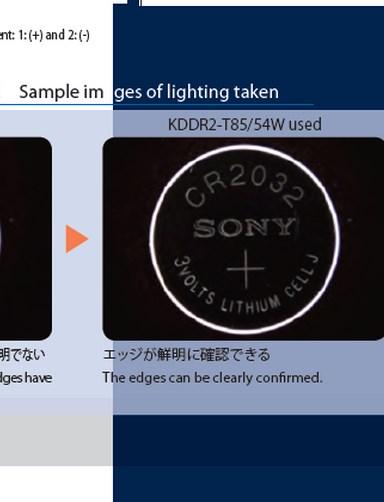 ent: 1: (+) and 2: (-)
Sample images of lighting taken
KDDR2-T85/54W used
CR2032
SONY
+
3VOLTS LITHIUM CELL J
明でない
エッジが鮮明に確認できる
dges have
The edges can be clearly confirmed.